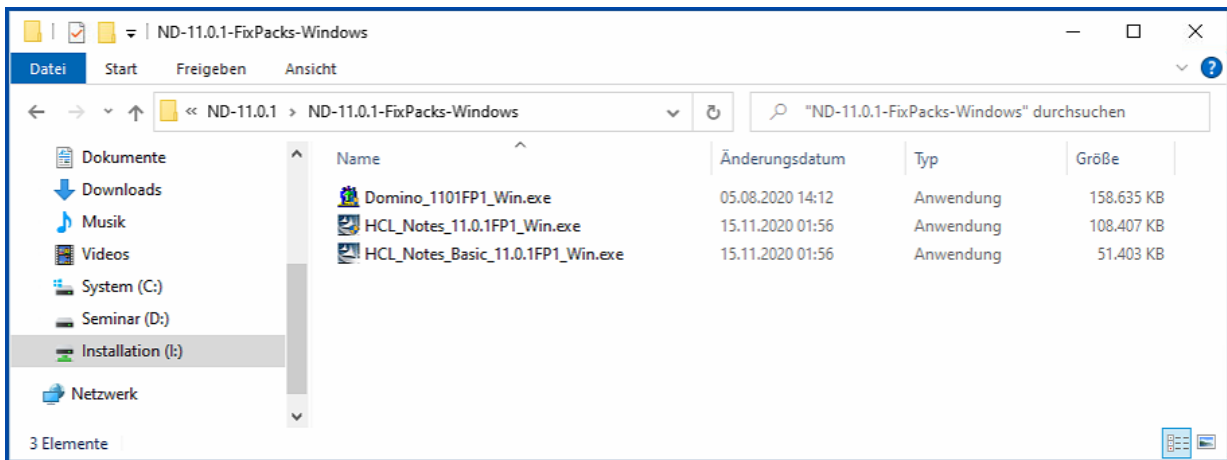 ND-11.0.1-FixPacks-Windows
Datei Start Freigeben Ansicht
« ND-11.0.1 > ND-11.0.1-FixPacks-Windows "ND-11.0.1-FixPacks-Windows" durchsuchen
Dokumente
Downloads
Musik
Videos
System (C:)
Seminar (D:)
Installation (I:)
Netzwerk
Name Änderungsdatum Typ Größe
Domino_1101FP1_Win.exe 05.08.2020 14:12 Anwendung 158.635 KB
HCL_Notes_11.0.1FP1_Win.exe 15.11.2020 01:56 Anwendung 108.407 KB
HCL_Notes_Basic_11.0.1FP1_Win.exe 15.11.2020 01:56 Anwendung 51.403 KB
3 Elemente